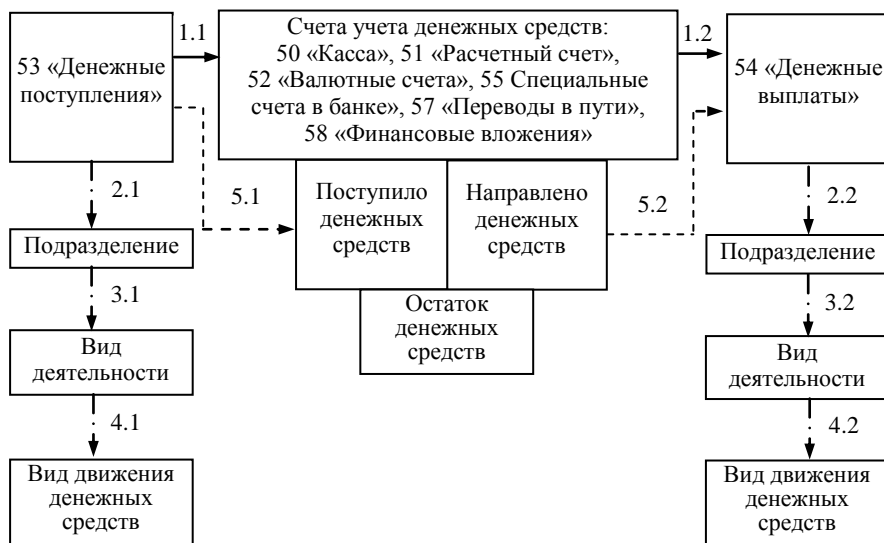 1.1
Счета учета денежных средств:
50 «Касса», 51 «Расчетный счет»,
52 «Валютные счета», 55 Специальные
счета в банке», 57 «Переводы в пути»,
58 «Финансовые вложения»
1.2
53 «Денежные
поступления»
54 «Денежные
выплаты»
2.1
5.1
Поступило
денежных
средств
Направлено
денежных
средств
5.2
2.2
Подразделение
Подразделение
3.1
Остаток
денежных
средств
3.2
Вид
деятельности
Вид
деятельности
4.1
4.2
Вид движения
денежных
средств
Вид движения
денежных
средств